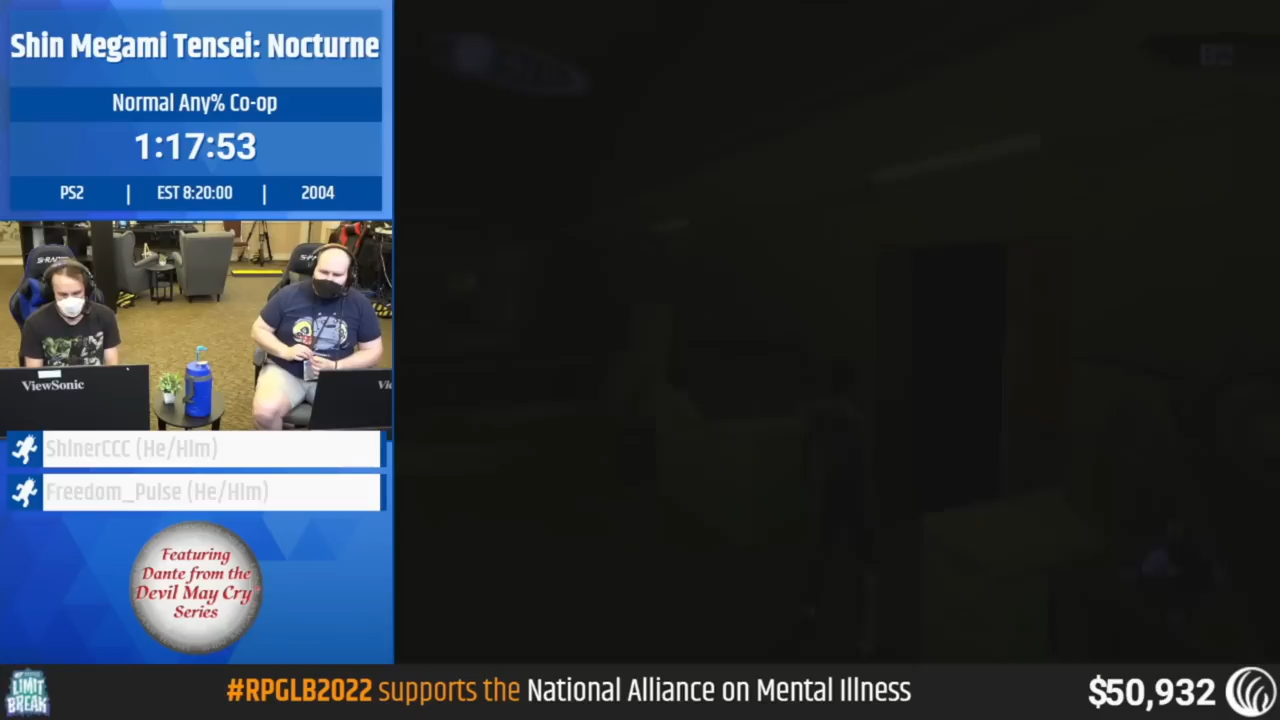 Shin Megami Tensei: Nocturne
Normal Any% Co-op
1:17:53
PS2 | EST 8:20:00 | 2004
ViewSonic
ShinerCCC (He/Him)
Freedom_Pulse (He/Him)
Featuring
Dante from the
Devil May Cry
Series
LIMIT
BREAK
#RPGLB2022 supports the National Alliance on Mental Illness
$50,932